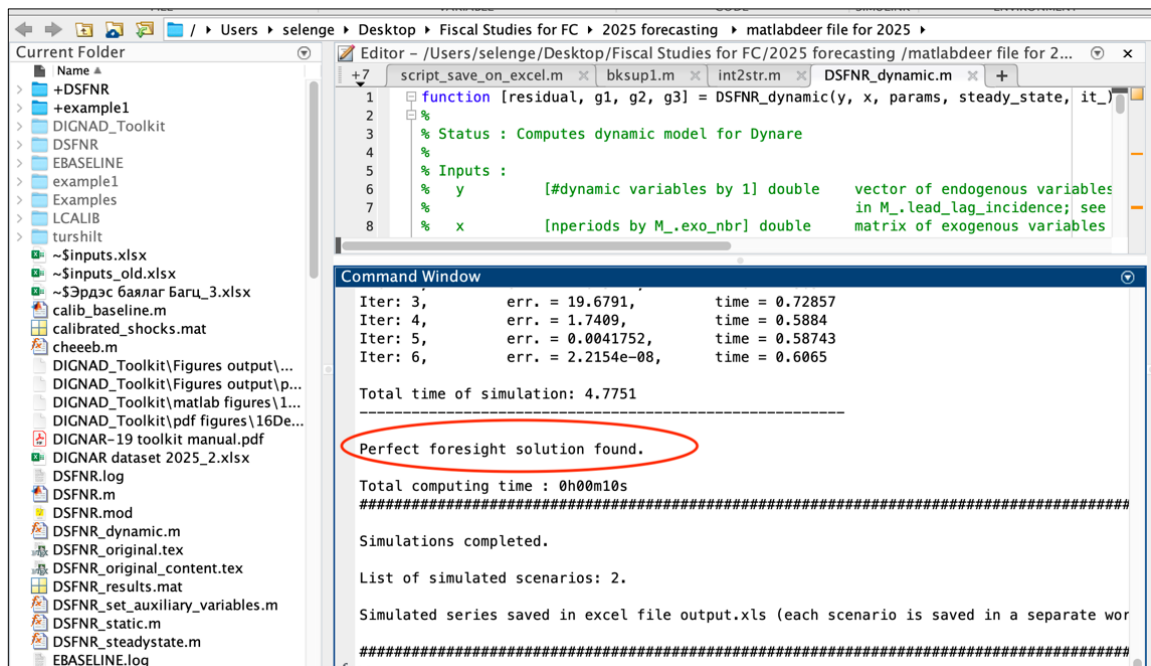 / ▸ Users ▸ selenge ▸ Desktop ▸ Fiscal Studies for FC ▸ 2025 forecasting ▸ matlabdeer file for 2025 ▸
Current Folder
Name ▲
+DSFNR
+example1
DIGNAD_Toolkit
DSFNR
EBASELINE
example1
Examples
LCALIB
turshilt
~$inputs.xlsx
~$inputs_old.xlsx
~$Эрдэс баялаг Багц_3.xlsx
calib_baseline.m
calibrated_shocks.mat
cheeeb.m
DIGNAD_Toolkit\Figures output\...
DIGNAD_Toolkit\Figures output\p...
DIGNAD_Toolkit\matlab figures\1...
DIGNAD_Toolkit\pdf figures\16De...
DIGNAR-19 toolkit manual.pdf
DIGNAR dataset 2025_2.xlsx
DSFNR.log
DSFNR.m
DSFNR.mod
DSFNR_dynamic.m
DSFNR_original.tex
DSFNR_original_content.tex
DSFNR_results.mat
DSFNR_set_auxiliary_variables.m
DSFNR_static.m
DSFNR_steadystate.m
EBASELINE.log
Editor – /Users/selenge/Desktop/Fiscal Studies for FC/2025 forecasting /matlabdeer file for 2...
+7 script_save_on_excel.m × bksup1.m × int2str.m × DSFNR_dynamic.m × +
1 function [residual, g1, g2, g3] = DSFNR_dynamic(y, x, params, steady_state, it_)
2 %
3 % Status : Computes dynamic model for Dynare
4 %
5 % Inputs :
6 % y [#dynamic variables by 1] double vector of endogenous variables
7 % in M_.lead_lag_incidence; see
8 % x [nperiods by M_.exo_nbr] double matrix of exogenous variables
Command Window
Iter: 3, err. = 19.6791, time = 0.72857
Iter: 4, err. = 1.7409, time = 0.5884
Iter: 5, err. = 0.0041752, time = 0.58743
Iter: 6, err. = 2.2154e-08, time = 0.6065
Total time of simulation: 4.7751
--------------------------------------------------------
Perfect foresight solution found.
Total computing time : 0h00m10s
#########################################################################################
Simulations completed.
List of simulated scenarios: 2.
Simulated series saved in excel file output.xls (each scenario is saved in a separate wor
#########################################################################################